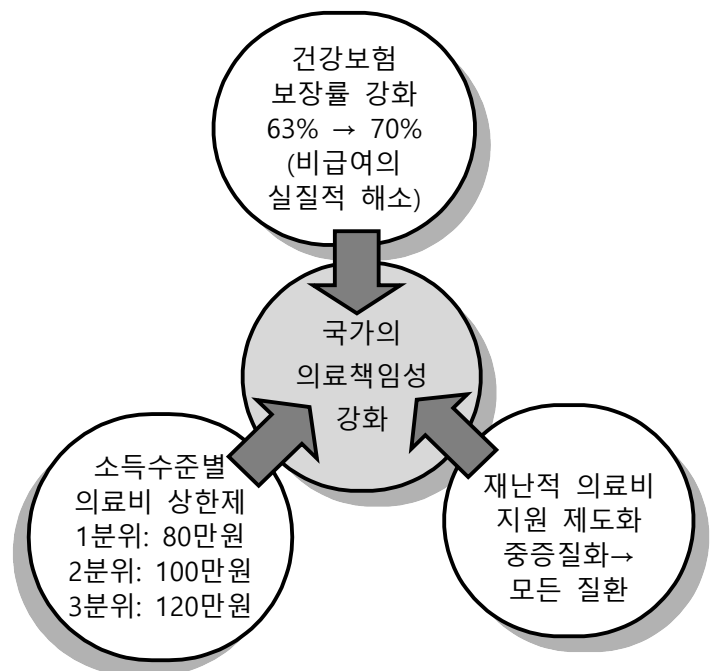 건강보험
보장률 강화
63% → 70%
(비급여의
실질적 해소)
국가의
의료책임성
강화
소득수준별
의료비 상한제
1분위: 80만원
2분위: 100만원
3분위: 120만원
재난적 의료비
지원 제도화
중증질화→
모든 질환